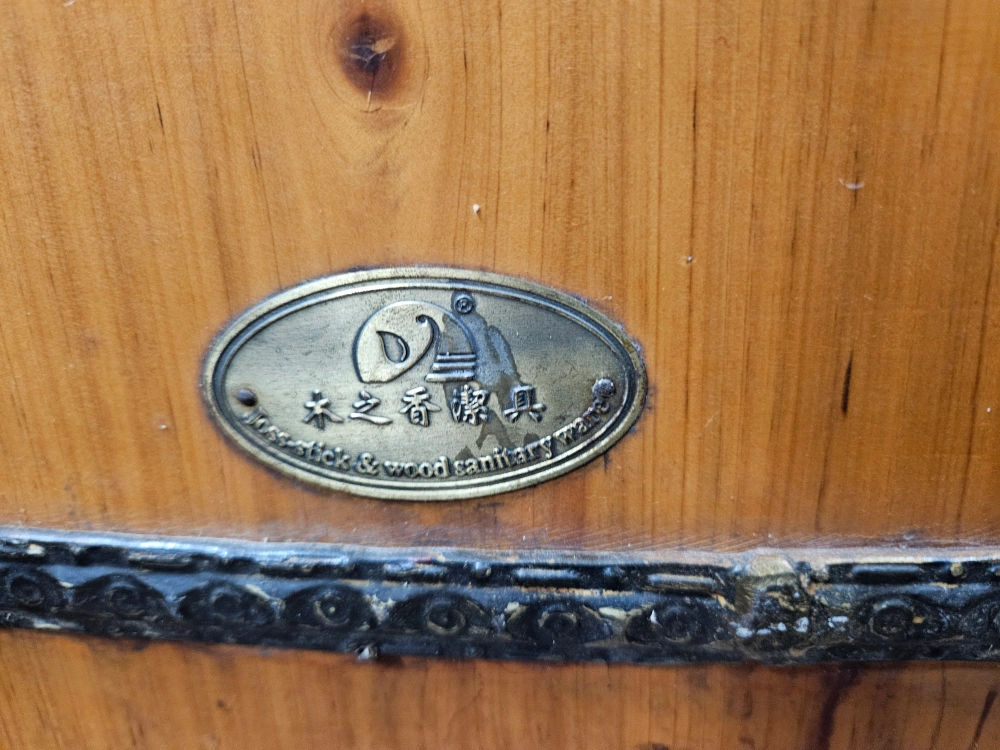 ®
木之香潔具
Joss-stick & wood sanitary ware